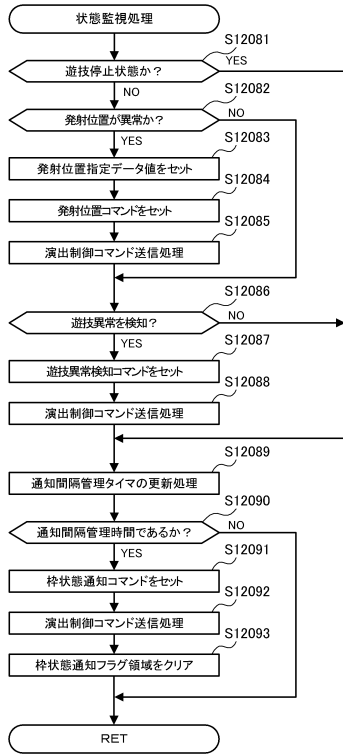 状態監視処理
S12081
遊技停止状態か？
YES
NO
S12082
発射位置が異常か？
NO
YES
S12083
発射位置指定データ値をセット
S12084
発射位置コマンドをセット
S12085
演出制御コマンド送信処理
S12086
遊技異常を検知？
NO
YES
S12087
遊技異常検知コマンドをセット
S12088
演出制御コマンド送信処理
S12089
通知間隔管理タイマの更新処理
S12090
通知間隔管理時間であるか？
NO
YES
S12091
枠状態通知コマンドをセット
S12092
演出制御コマンド送信処理
S12093
枠状態通知フラグ領域をクリア
RET